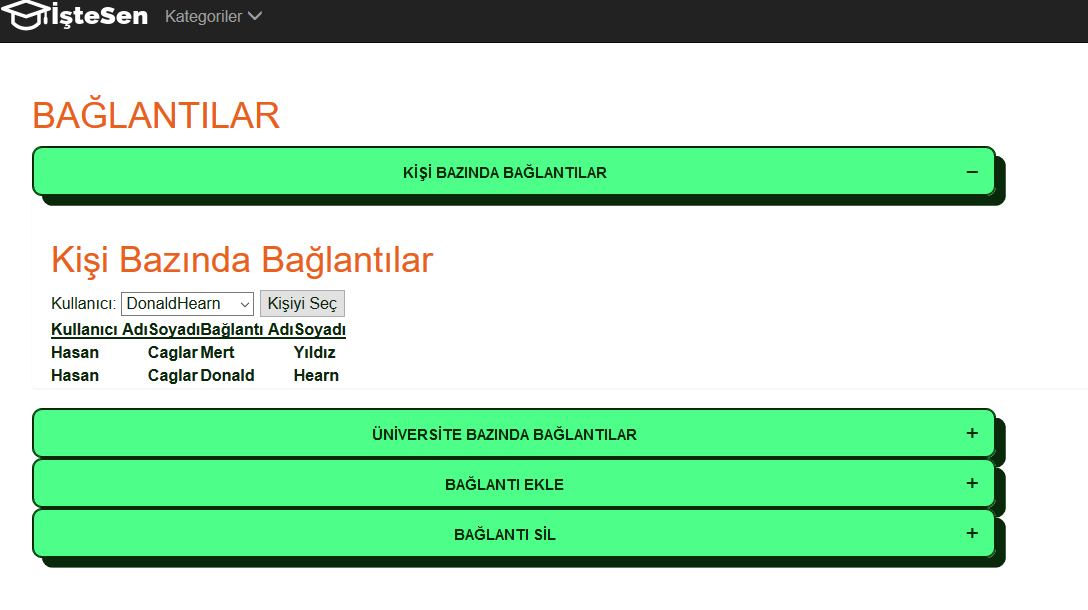 İşteSen Kategoriler
BAĞLANTILAR
KİŞİ BAZINDA BAĞLANTILAR −
Kişi Bazında Bağlantılar
Kullanıcı: DonaldHearn Kişiyi Seç
Kullanıcı Adı Soyadı Bağlantı Adı Soyadı
Hasan Caglar Mert Yıldız
Hasan Caglar Donald Hearn
ÜNİVERSİTE BAZINDA BAĞLANTILAR +
BAĞLANTI EKLE +
BAĞLANTI SİL +